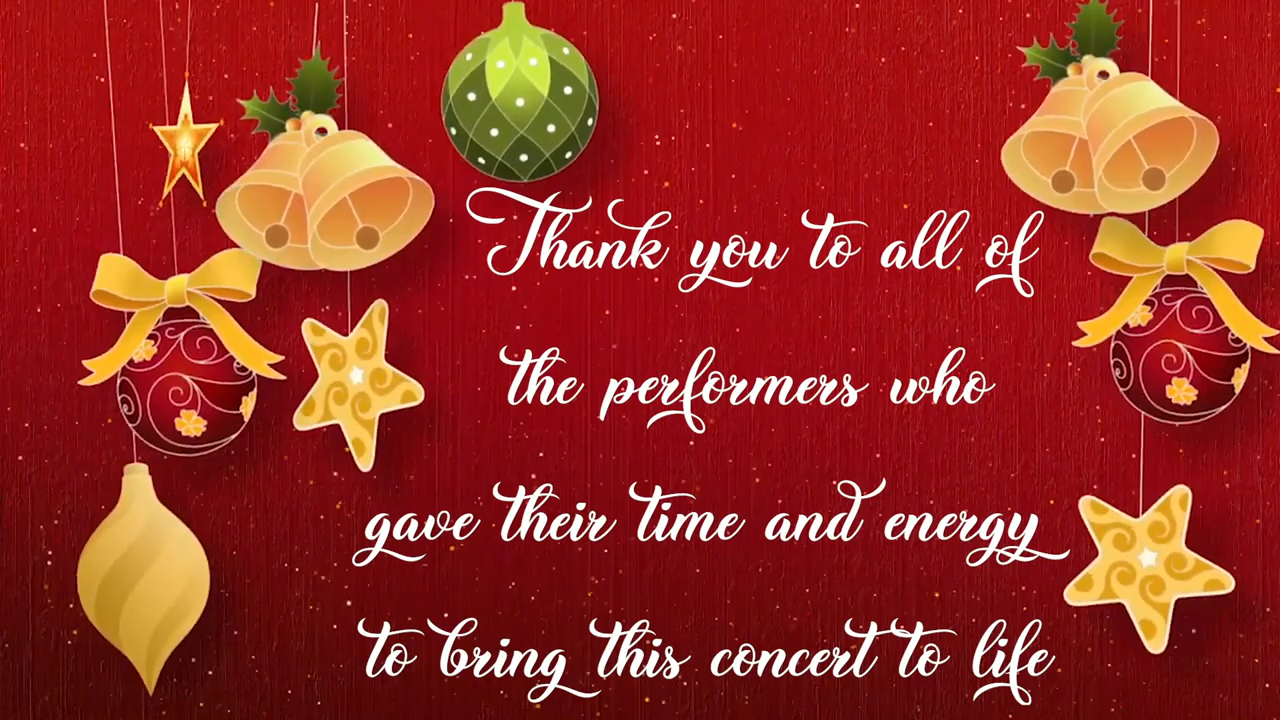 Thank you to all of
the performers who
gave their time and energy
to bring this concert to life